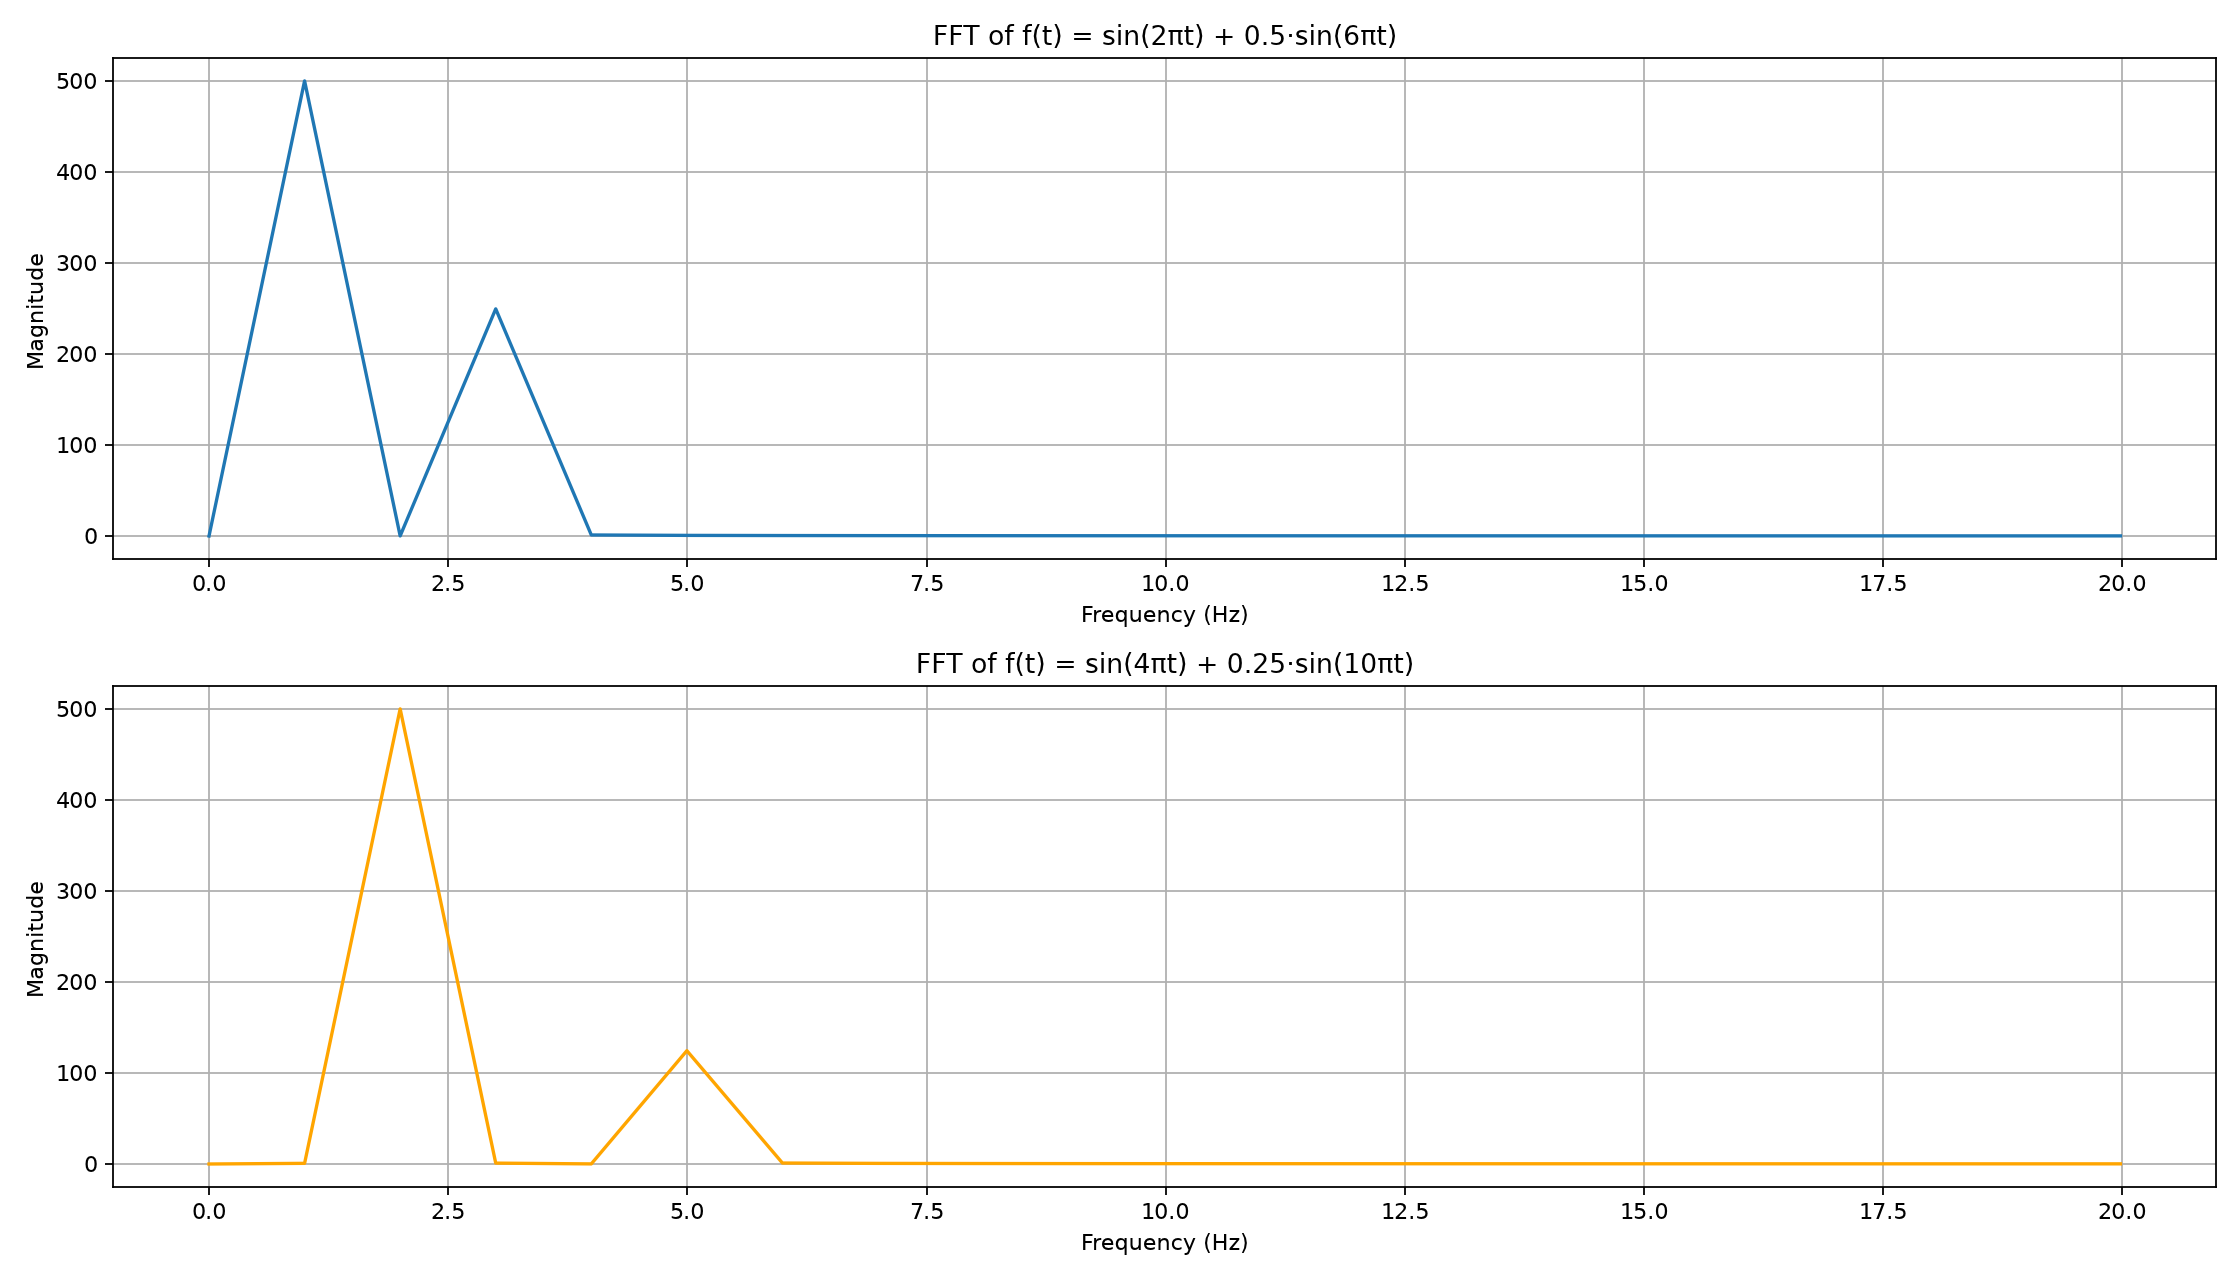 FFT of f(t) = sin(2πt) + 0.5·sin(6πt)
500
400
300
200
100
0
Magnitude
0.0 2.5 5.0 7.5 10.0 12.5 15.0 17.5 20.0
Frequency (Hz)
FFT of f(t) = sin(4πt) + 0.25·sin(10πt)
500
400
300
200
100
0
Magnitude
0.0 2.5 5.0 7.5 10.0 12.5 15.0 17.5 20.0
Frequency (Hz)